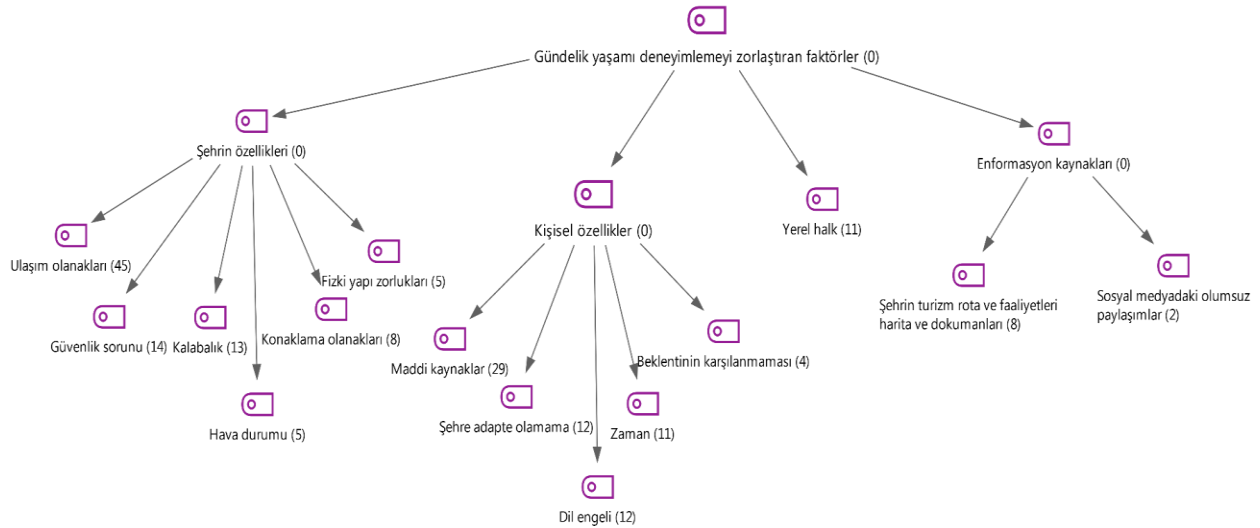 Gündelik yaşamı deneyimlemeyi zorlaştıran faktörler (0)
Şehrin özellikleri (0)
Enformasyon kaynakları (0)
Kişisel özellikler (0)
Yerel halk (11)
Ulaşım olanakları (45)
Fizki yapı zorlukları (5)
Güvenlik sorunu (14)
Kalabalık (13)
Konaklama olanakları (8)
Hava durumu (5)
Maddi kaynaklar (29)
Beklentinin karşılanmaması (4)
Şehre adapte olamama (12)
Zaman (11)
Dil engeli (12)
Şehrin turizm rota ve faaliyetleri
harita ve dokumanları (8)
Sosyal medyadaki olumsuz
paylaşımlar (2)